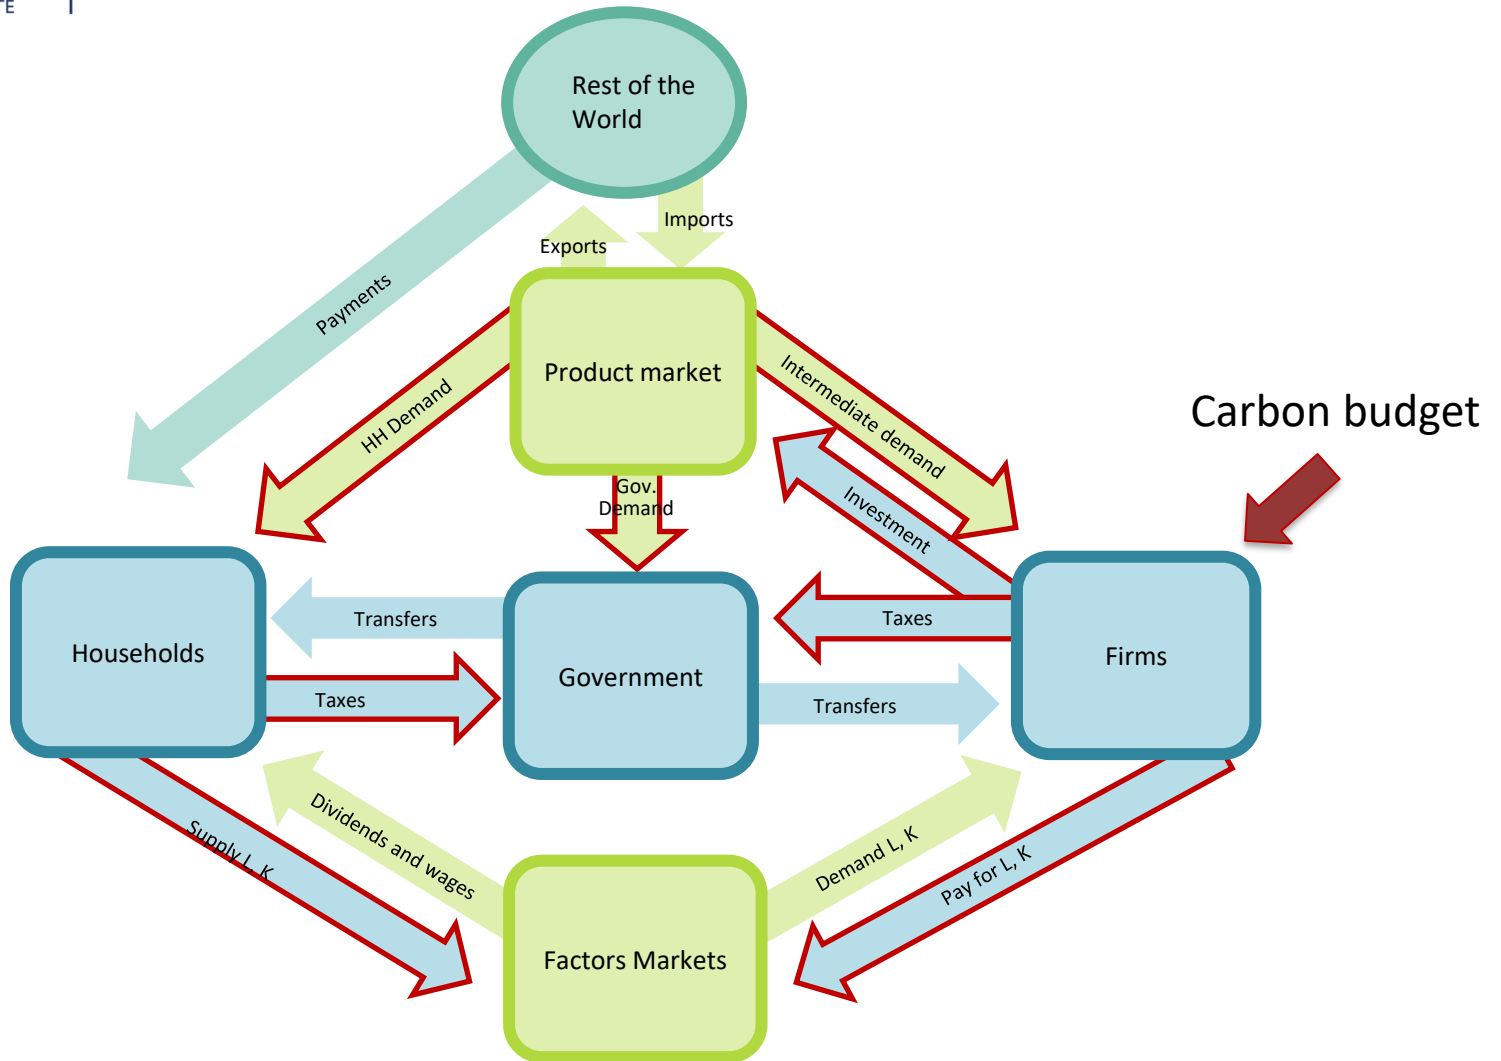 TE
Rest of the
World
Imports
Exports
Payments
Product market
HH Demand
Intermediate demand
Carbon budget
Gov.
Demand
Investment
Transfers
Taxes
Households
Government
Firms
Taxes
Transfers
Supply L, K
Dividends and wages
Demand L, K
Pay for L, K
Factors Markets